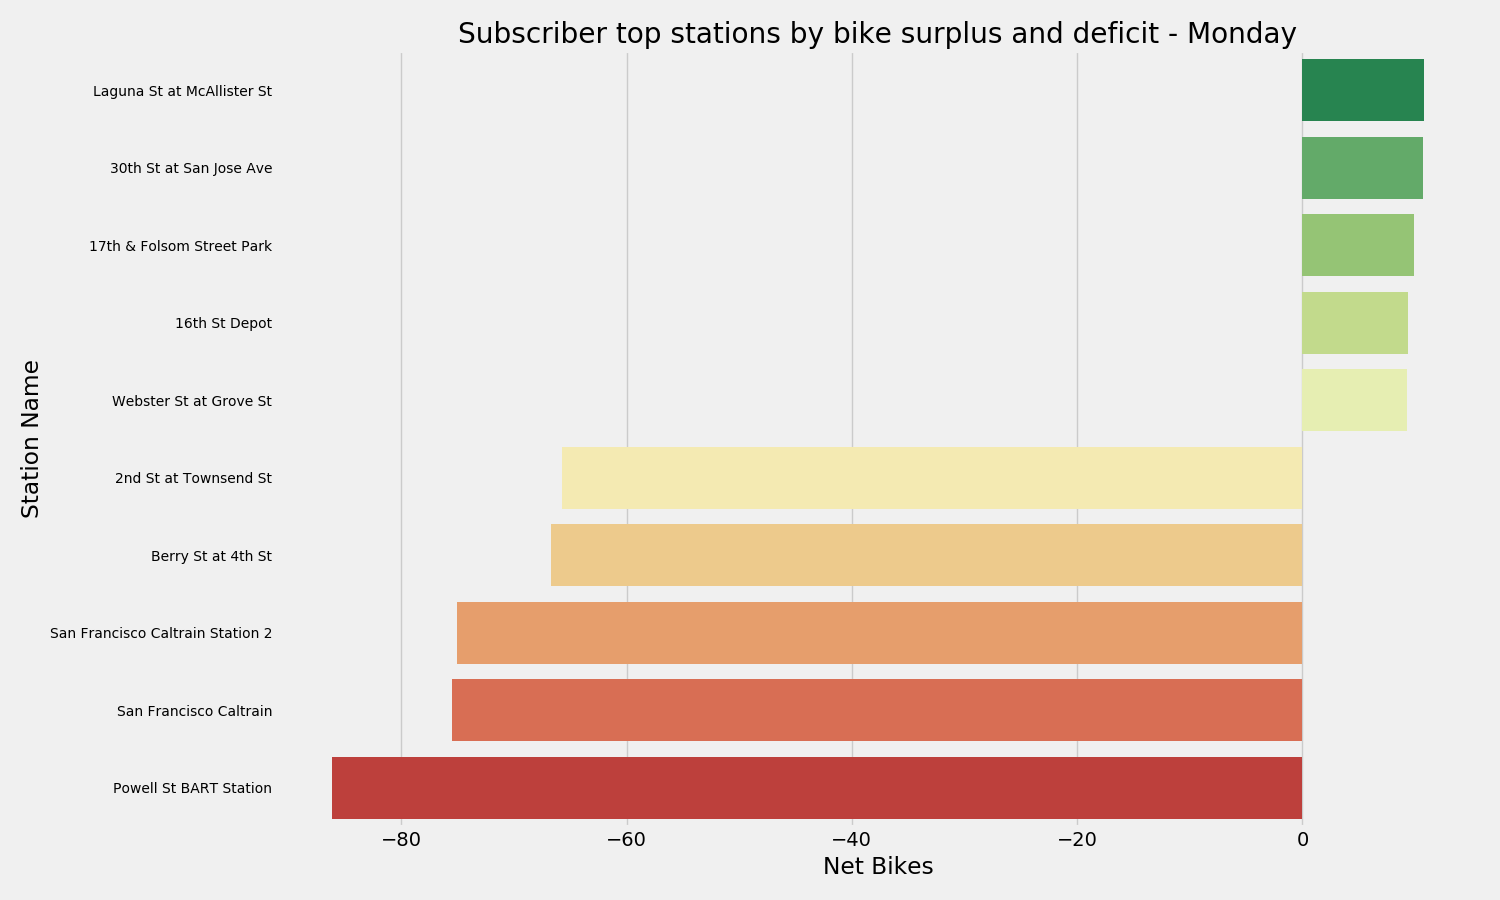 Subscriber top stations by bike surplus and deficit - Monday
Station Name
Laguna St at McAllister St
30th St at San Jose Ave
17th & Folsom Street Park
16th St Depot
Webster St at Grove St
2nd St at Townsend St
Berry St at 4th St
San Francisco Caltrain Station 2
San Francisco Caltrain
Powell St BART Station
−80 −60 −40 −20 0
Net Bikes